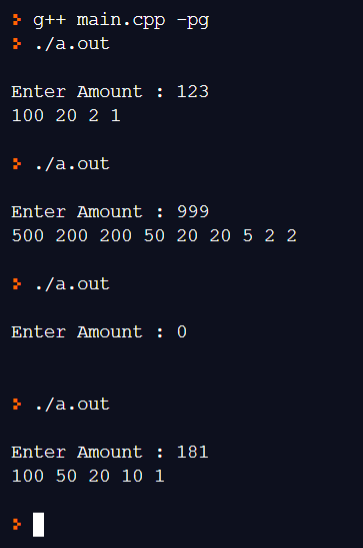 > g++ main.cpp -pg
> ./a.out
Enter Amount : 123
100 20 2 1
> ./a.out
Enter Amount : 999
500 200 200 50 20 20 5 2 2
> ./a.out
Enter Amount : 0
> ./a.out
Enter Amount : 181
100 50 20 10 1
>